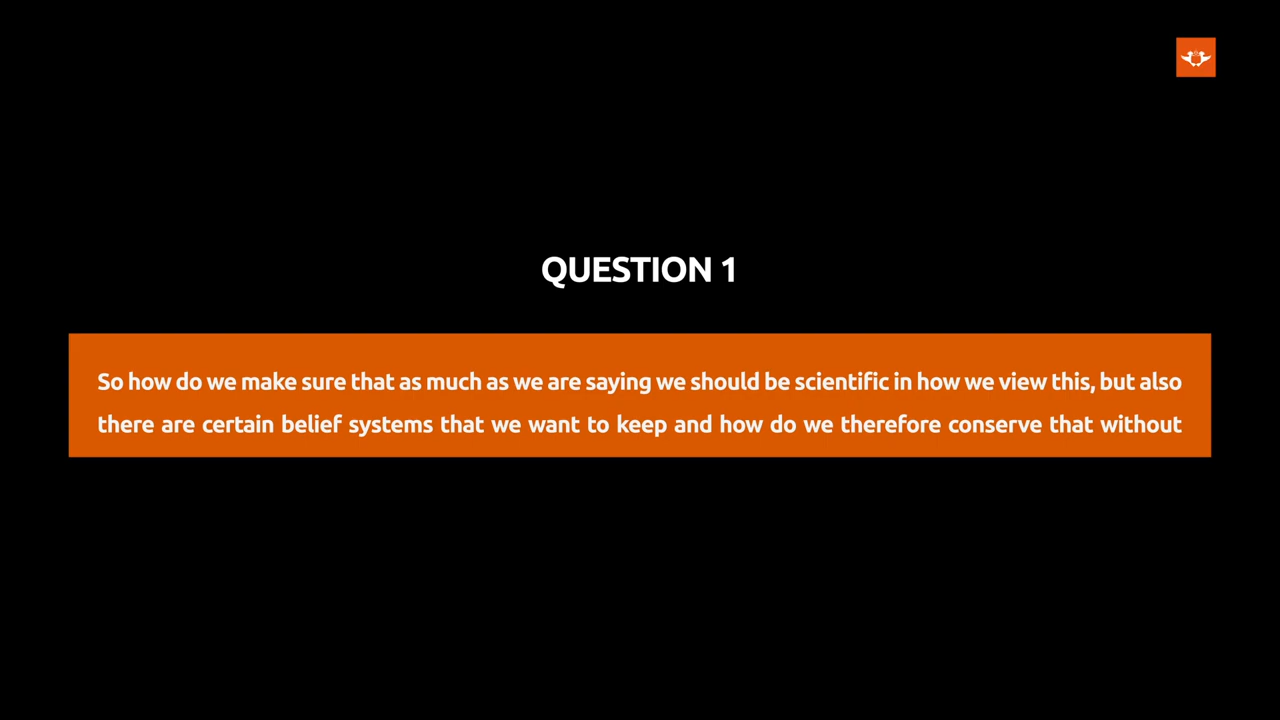 QUESTION 1
So how do we make sure that as much as we are saying we should be scientific in how we view this, but also
there are certain belief systems that we want to keep and how do we therefore conserve that without